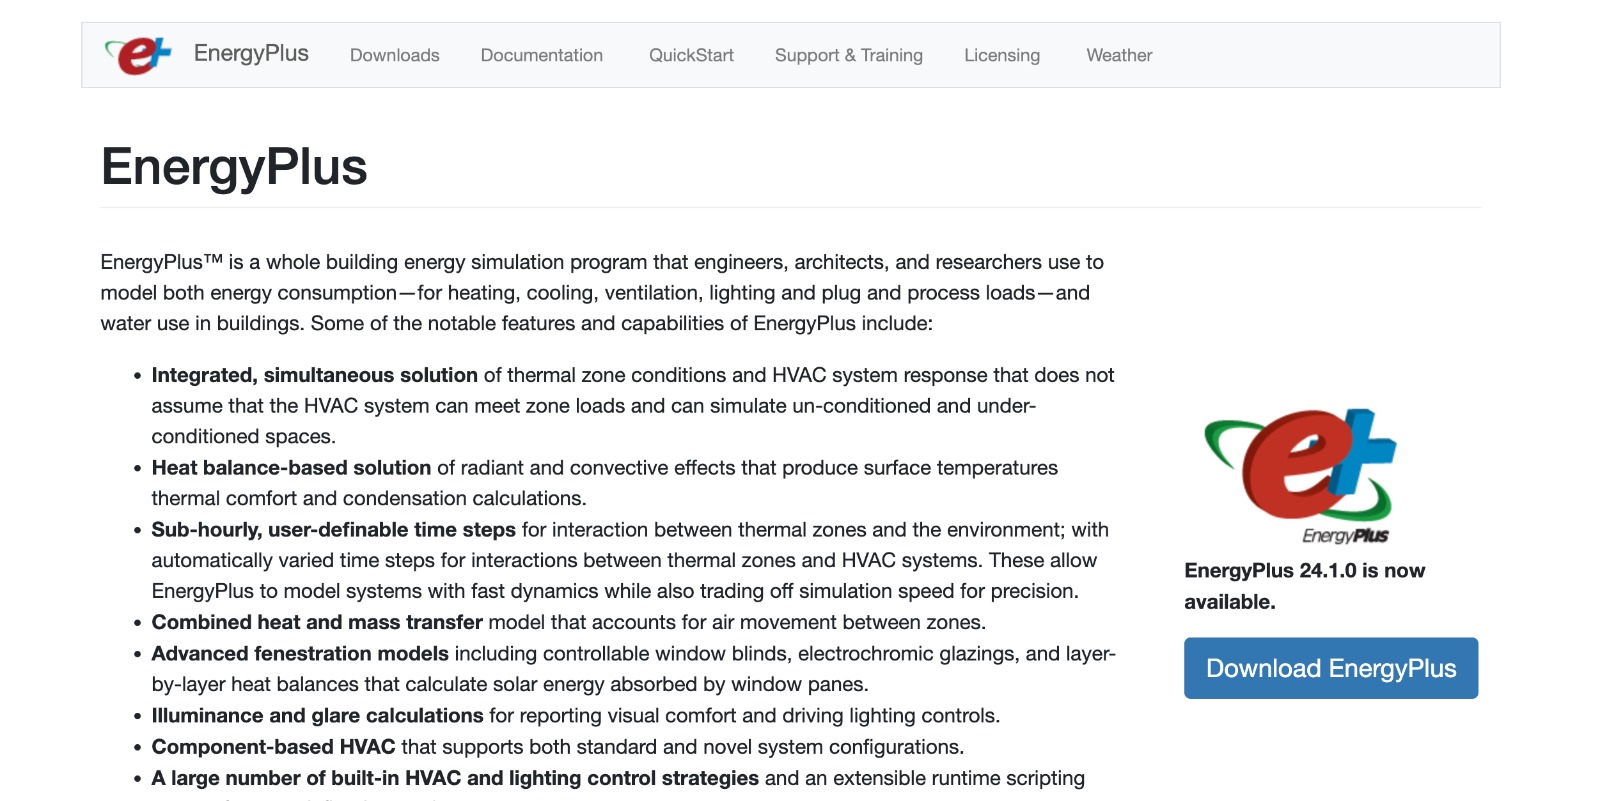 e+ EnergyPlus Downloads Documentation QuickStart Support & Training Licensing Weather
EnergyPlus
EnergyPlus™ is a whole building energy simulation program that engineers, architects, and researchers use to
model both energy consumption—for heating, cooling, ventilation, lighting and plug and process loads—and
water use in buildings. Some of the notable features and capabilities of EnergyPlus include:
• Integrated, simultaneous solution of thermal zone conditions and HVAC system response that does not
assume that the HVAC system can meet zone loads and can simulate un-conditioned and under-
conditioned spaces.
• Heat balance-based solution of radiant and convective effects that produce surface temperatures
thermal comfort and condensation calculations.
• Sub-hourly, user-definable time steps for interaction between thermal zones and the environment; with
automatically varied time steps for interactions between thermal zones and HVAC systems. These allow
EnergyPlus to model systems with fast dynamics while also trading off simulation speed for precision.
• Combined heat and mass transfer model that accounts for air movement between zones.
• Advanced fenestration models including controllable window blinds, electrochromic glazings, and layer-
by-layer heat balances that calculate solar energy absorbed by window panes.
• Illuminance and glare calculations for reporting visual comfort and driving lighting controls.
• Component-based HVAC that supports both standard and novel system configurations.
• A large number of built-in HVAC and lighting control strategies and an extensible runtime scripting
e+
EnergyPlus
EnergyPlus 24.1.0 is now
available.
Download EnergyPlus